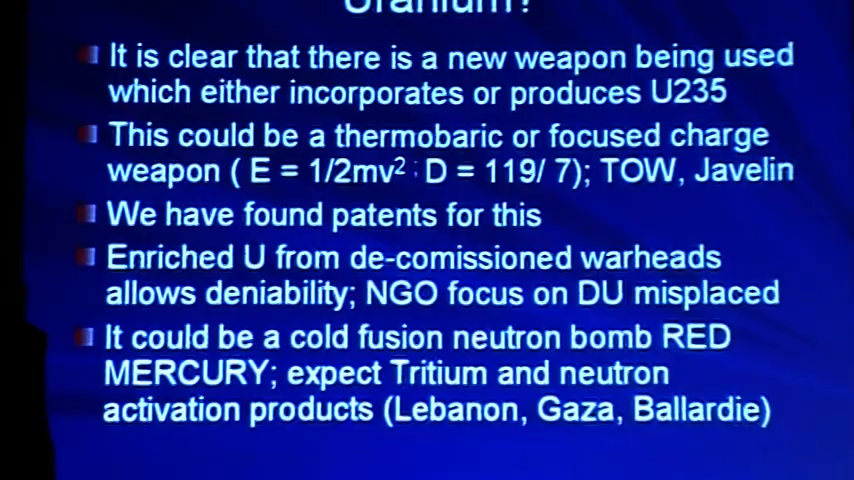 Uranium?
It is clear that there is a new weapon being used
which either incorporates or produces U235
This could be a thermobaric or focused charge
weapon ( E = 1/2mv² ; D = 119/ 7); TOW, Javelin
We have found patents for this
Enriched U from de-comissioned warheads
allows deniability; NGO focus on DU misplaced
It could be a cold fusion neutron bomb RED
MERCURY; expect Tritium and neutron
activation products (Lebanon, Gaza, Ballardie)